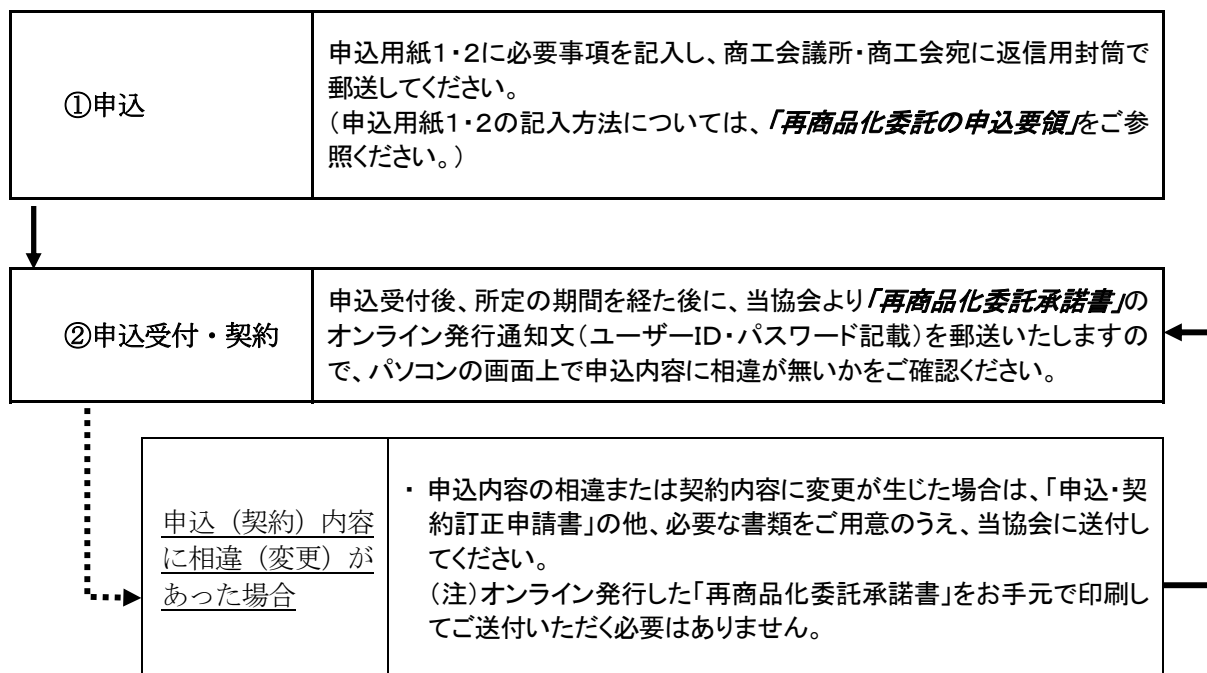 ①申込
申込用紙1・2に必要事項を記入し、商工会議所・商工会宛に返信用封筒で
郵送してください。
（申込用紙1・2の記入方法については、「再商品化委託の申込要領」をご参
照ください。）
②申込受付・契約
申込受付後、所定の期間を経た後に、当協会より「再商品化委託承諾書」の
オンライン発行通知文（ユーザーID・パスワード記載）を郵送いたしますの
で、パソコンの画面上で申込内容に相違が無いかをご確認ください。
申込（契約）内容
に相違（変更）が
あった場合
・ 申込内容の相違または契約内容に変更が生じた場合は、「申込・契
約訂正申請書」の他、必要な書類をご用意のうえ、当協会に送付し
てください。
（注）オンライン発行した「再商品化委託承諾書」をお手元で印刷し
てご送付いただく必要はありません。